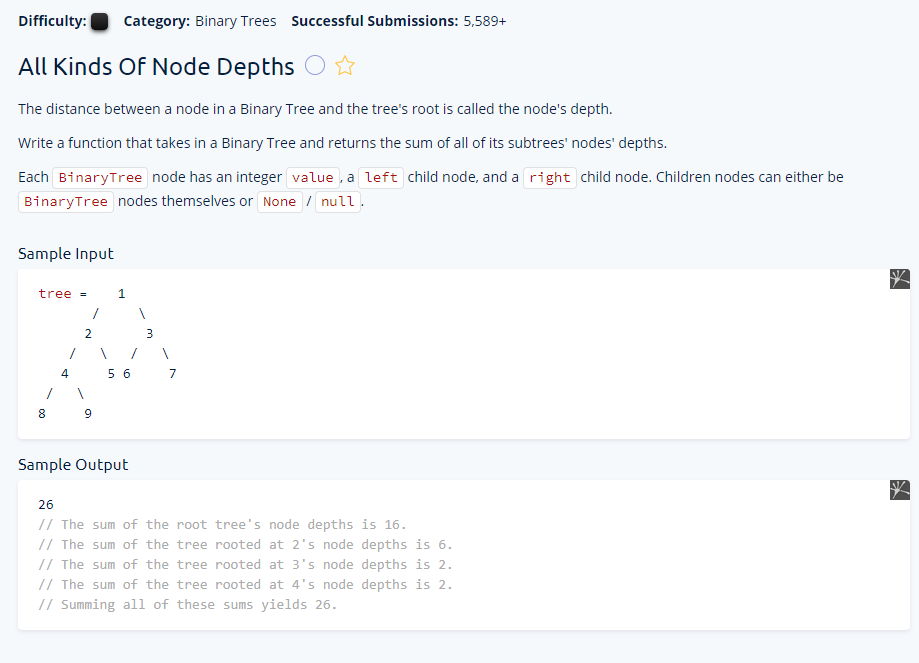 Difficulty: Category: Binary Trees Successful Submissions: 5,589+
All Kinds Of Node Depths
The distance between a node in a Binary Tree and the tree's root is called the node's depth.
Write a function that takes in a Binary Tree and returns the sum of all of its subtrees' nodes' depths.
Each BinaryTree node has an integer value, a left child node, and a right child node. Children nodes can either be
BinaryTree nodes themselves or None / null.
Sample Input
tree =    1
       /     \
      2       3
    /   \   /   \
   4     5 6     7
 /   \
8     9
Sample Output
26
// The sum of the root tree's node depths is 16.
// The sum of the tree rooted at 2's node depths is 6.
// The sum of the tree rooted at 3's node depths is 2.
// The sum of the tree rooted at 4's node depths is 2.
// Summing all of these sums yields 26.